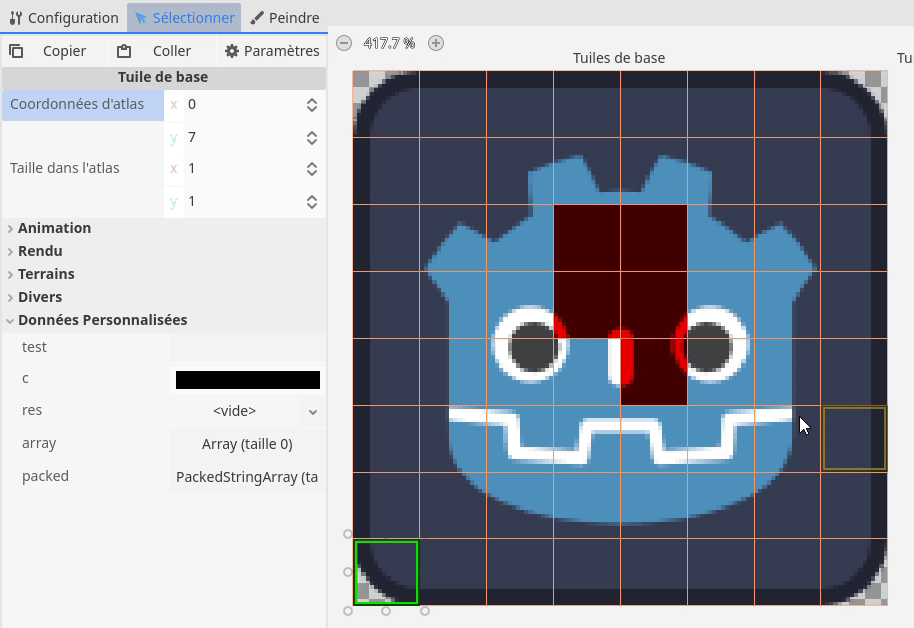 Configuration Sélectionner Peindre
Copier Coller Paramètres
417.7 %
Tuile de base
Tuiles de base
Tu
Coordonnées d'atlas x 0
y 7
Taille dans l'atlas x 1
y 1
Animation
Rendu
Terrains
Divers
Données Personnalisées
test
c
res <vide>
array Array (taille 0)
packed PackedStringArray (ta